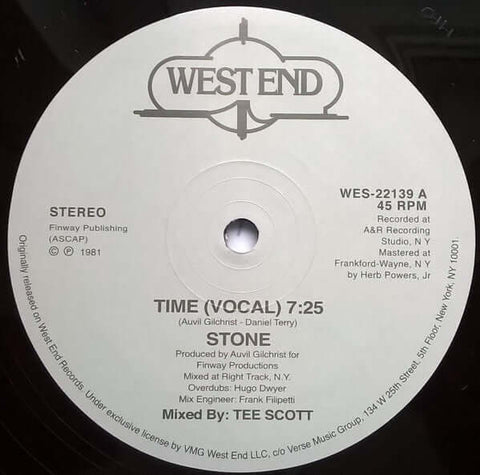 WEST END
STEREO
Finway Publishing
(ASCAP)
© ℗ 1981
WES-22139 A
45 RPM
Recorded at
A&R Recording
Studio, N Y
Mastered at
Frankford-Wayne, N Y
by Herb Powers, Jr
TIME (VOCAL) 7:25
(Auvil Gilchrist - Daniel Terry)
STONE
Produced by Auvil Gilchrist for
Finway Productions
Mixed at Right Track, N.Y.
Overdubs: Hugo Dwyer
Mix Engineer: Frank Filipetti
Mixed By: TEE SCOTT
Originally released on West End Records. Under exclusive license by VMG West End LLC, c/o Verse Music Group, 134 W 25th Street, 5th Floor, New York, NY 10001.